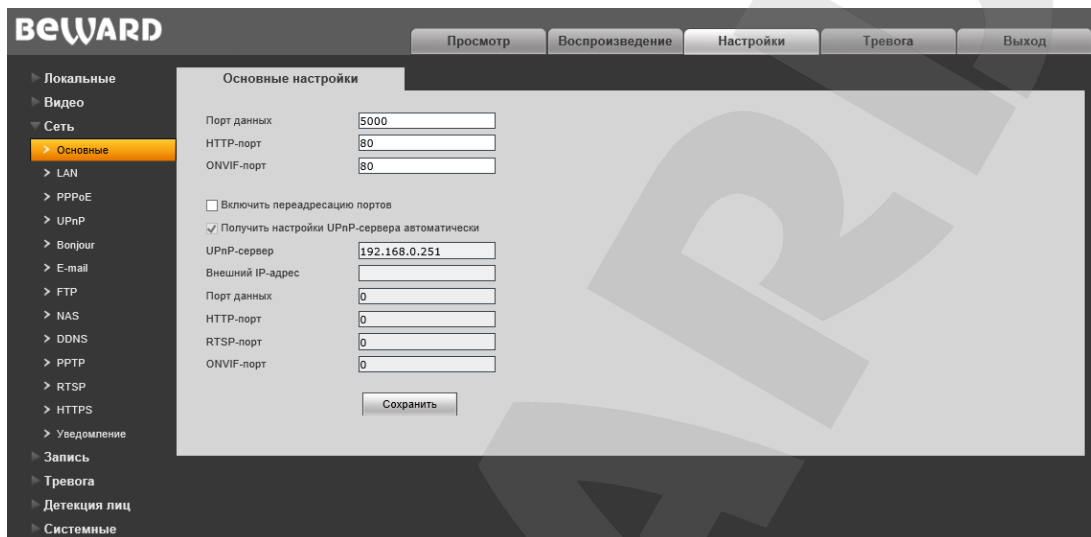 BEWARD
Просмотр
Воспроизведение
Настройки
Тревога
Выход
Локальные
Видео
Сеть
Основные
LAN
PPPoE
UPnP
Bonjour
E-mail
FTP
NAS
DDNS
PPTP
RTSP
HTTPS
Уведомление
Запись
Тревога
Детекция лиц
Системные
Основные настройки
Порт данных 5000
HTTP-порт 80
ONVIF-порт 80
Включить переадресацию портов
Получить настройки UPnP-сервера автоматически
UPnP-сервер 192.168.0.251
Внешний IP-адрес
Порт данных 0
HTTP-порт 0
RTSP-порт 0
ONVIF-порт 0
Сохранить